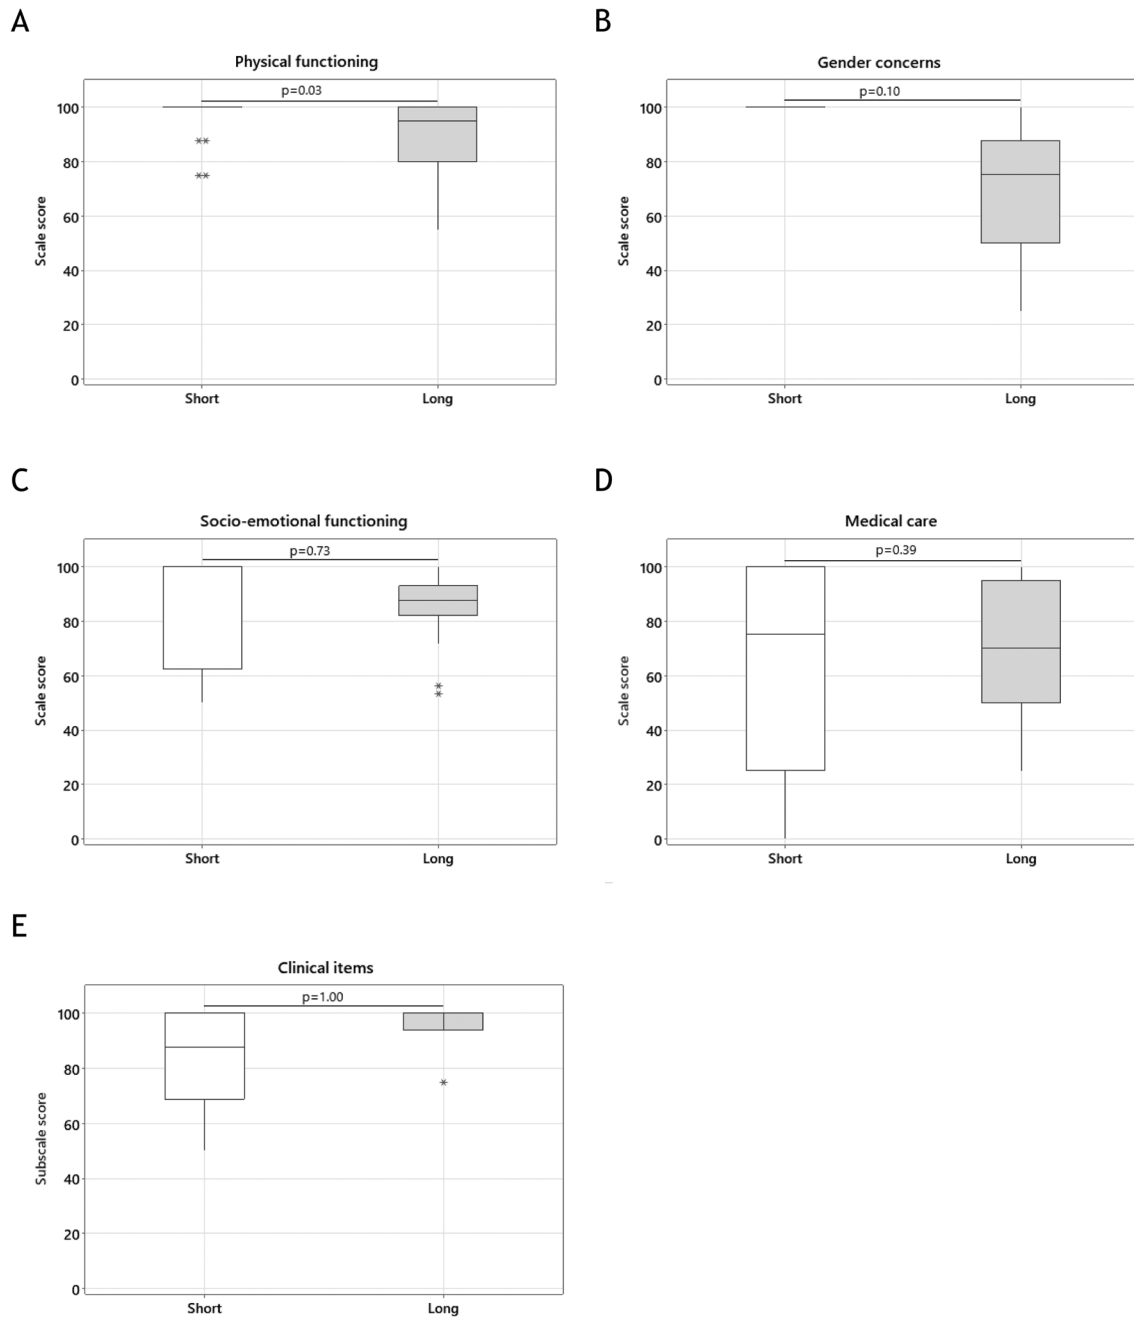 A
Physical functioning
p=0.03
Scale score
100
80
60
40
20
0
Short Long
B
Gender concerns
p=0.10
Scale score
100
80
60
40
20
0
Short Long
C
Socio-emotional functioning
p=0.73
Scale score
100
80
60
40
20
0
Short Long
D
Medical care
p=0.39
Scale score
100
80
60
40
20
0
Short Long
E
Clinical items
p=1.00
Subscale score
100
80
60
40
20
0
Short Long